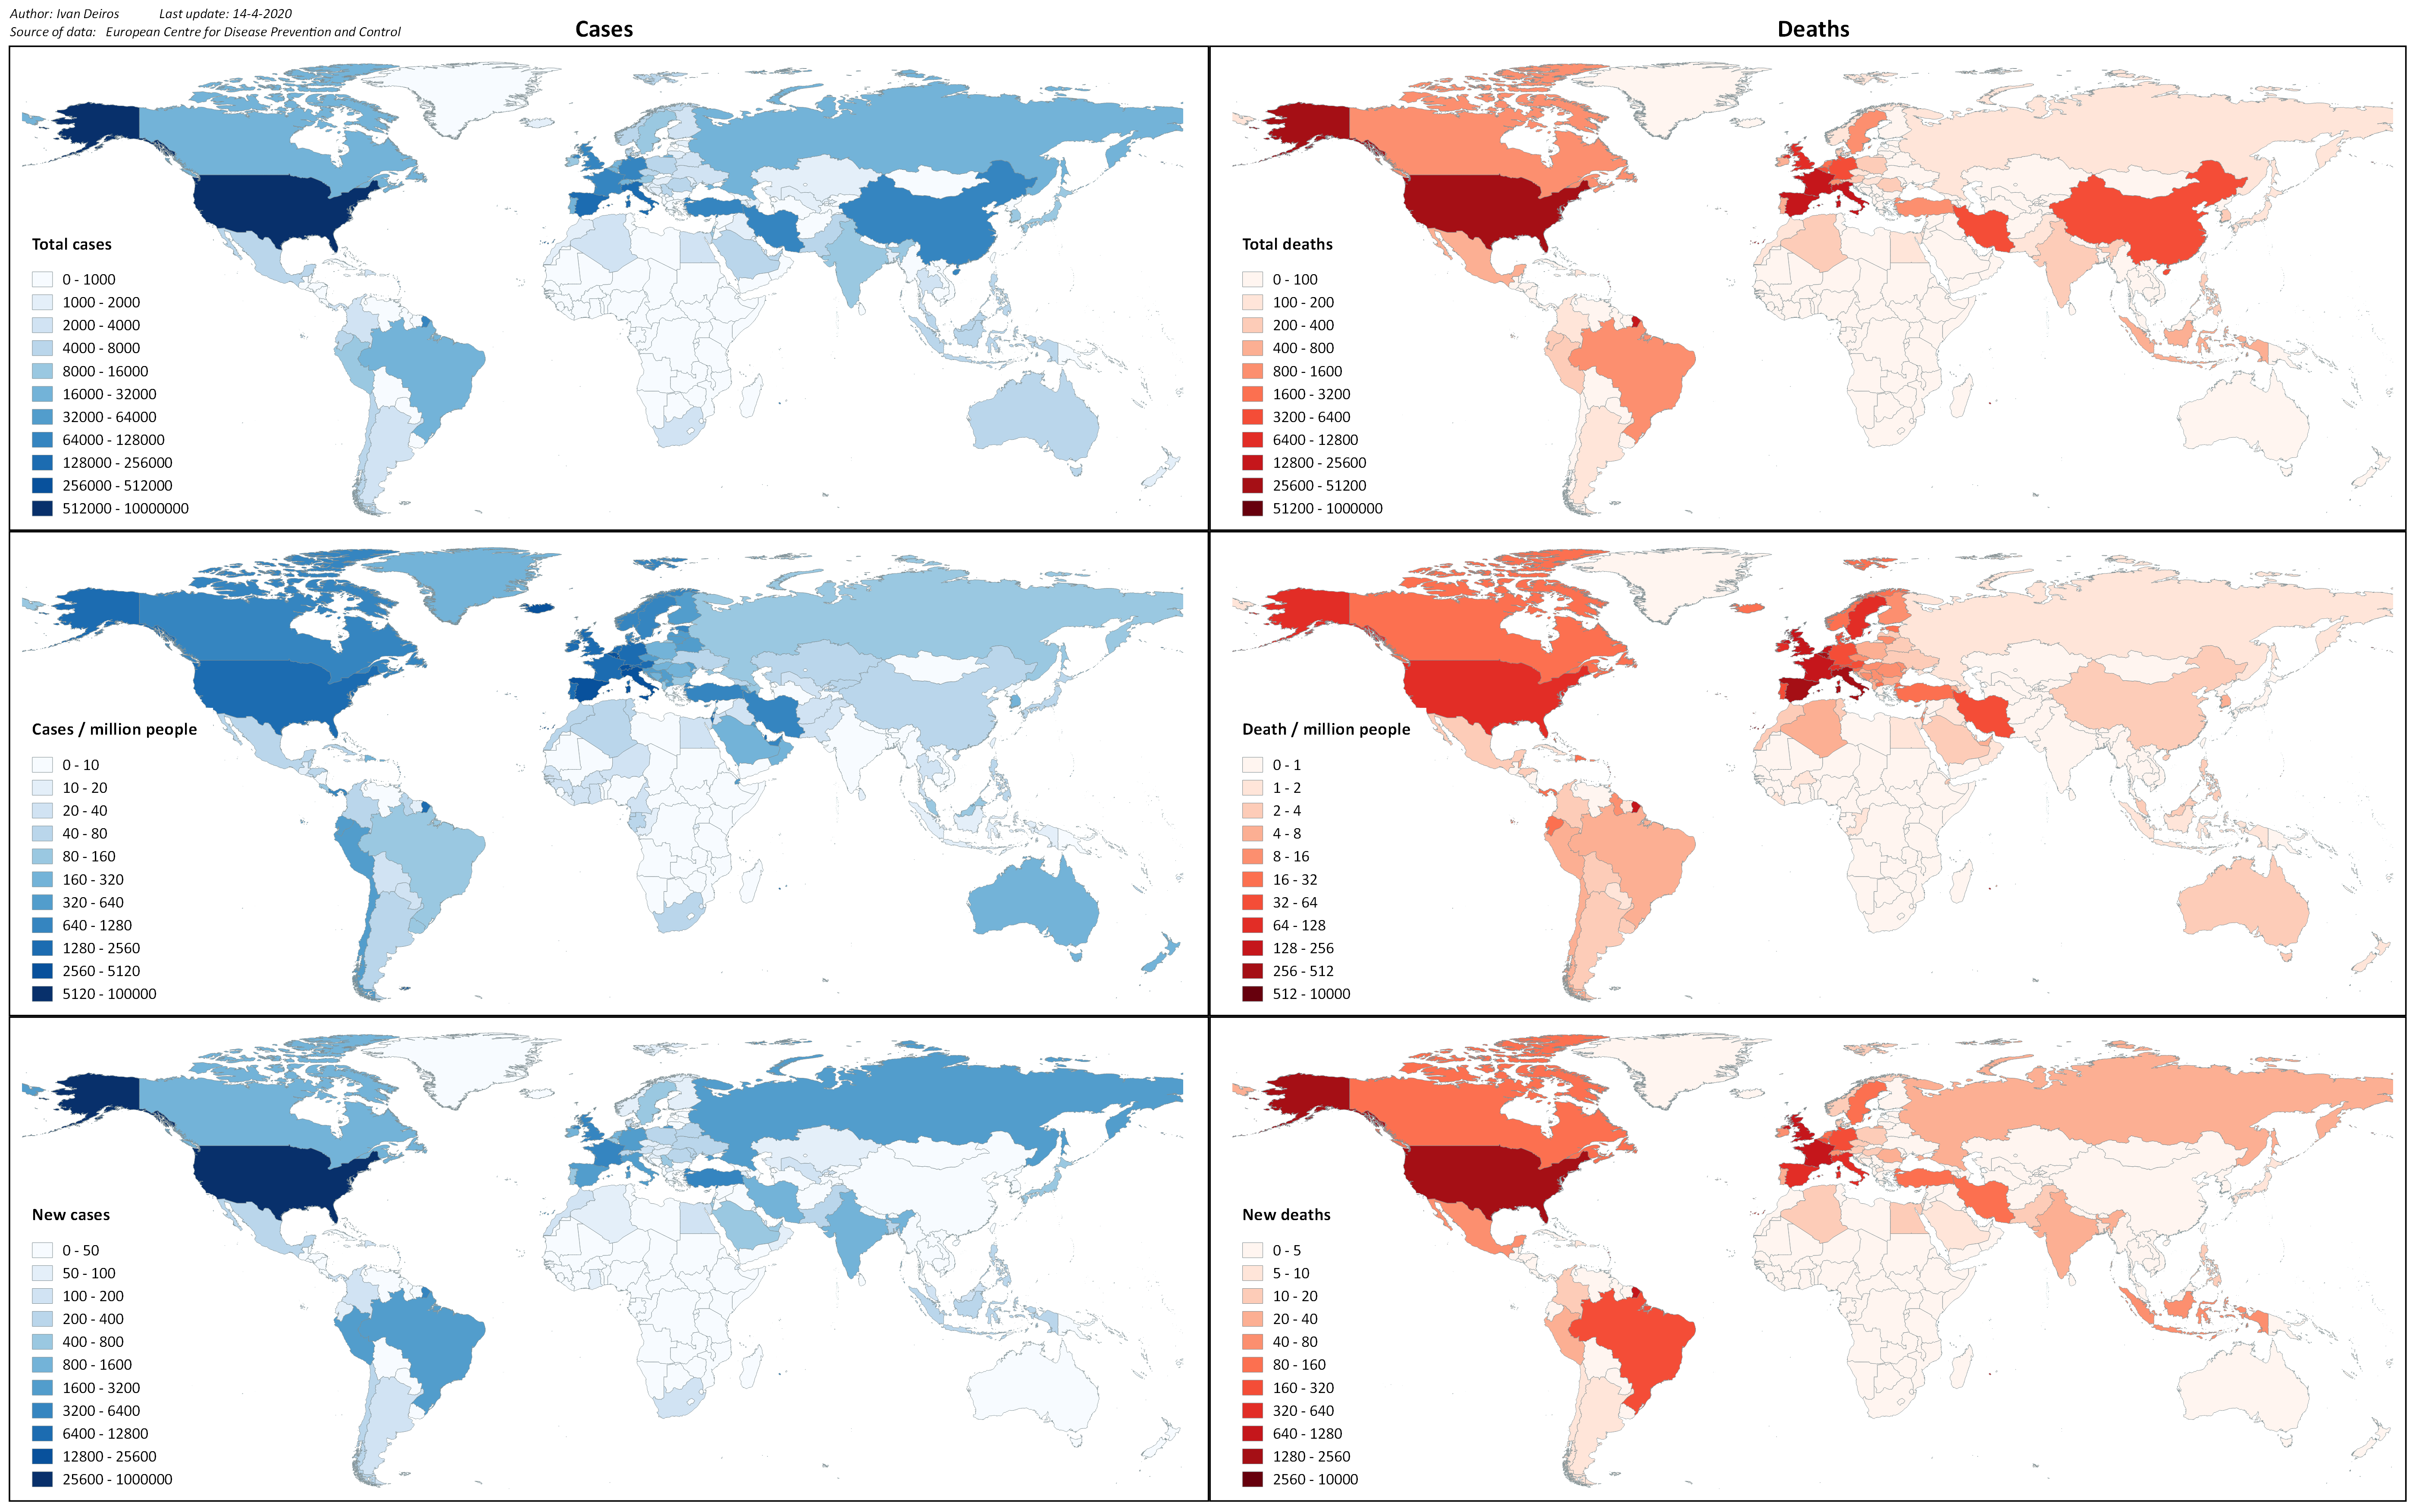 Author: Ivan Deiros Last update: 14-4-2020
Source of data: European Centre for Disease Prevention and Control
Cases
Deaths
Total cases
0 - 1000
1000 - 2000
2000 - 4000
4000 - 8000
8000 - 16000
16000 - 32000
32000 - 64000
64000 - 128000
128000 - 256000
256000 - 512000
512000 - 10000000
Total deaths
0 - 100
100 - 200
200 - 400
400 - 800
800 - 1600
1600 - 3200
3200 - 6400
6400 - 12800
12800 - 25600
25600 - 51200
51200 - 1000000
Cases / million people
0 - 10
10 - 20
20 - 40
40 - 80
80 - 160
160 - 320
320 - 640
640 - 1280
1280 - 2560
2560 - 5120
5120 - 100000
Death / million people
0 - 1
1 - 2
2 - 4
4 - 8
8 - 16
16 - 32
32 - 64
64 - 128
128 - 256
256 - 512
512 - 10000
New cases
0 - 50
50 - 100
100 - 200
200 - 400
400 - 800
800 - 1600
1600 - 3200
3200 - 6400
6400 - 12800
12800 - 25600
25600 - 1000000
New deaths
0 - 5
5 - 10
10 - 20
20 - 40
40 - 80
80 - 160
160 - 320
320 - 640
640 - 1280
1280 - 2560
2560 - 10000